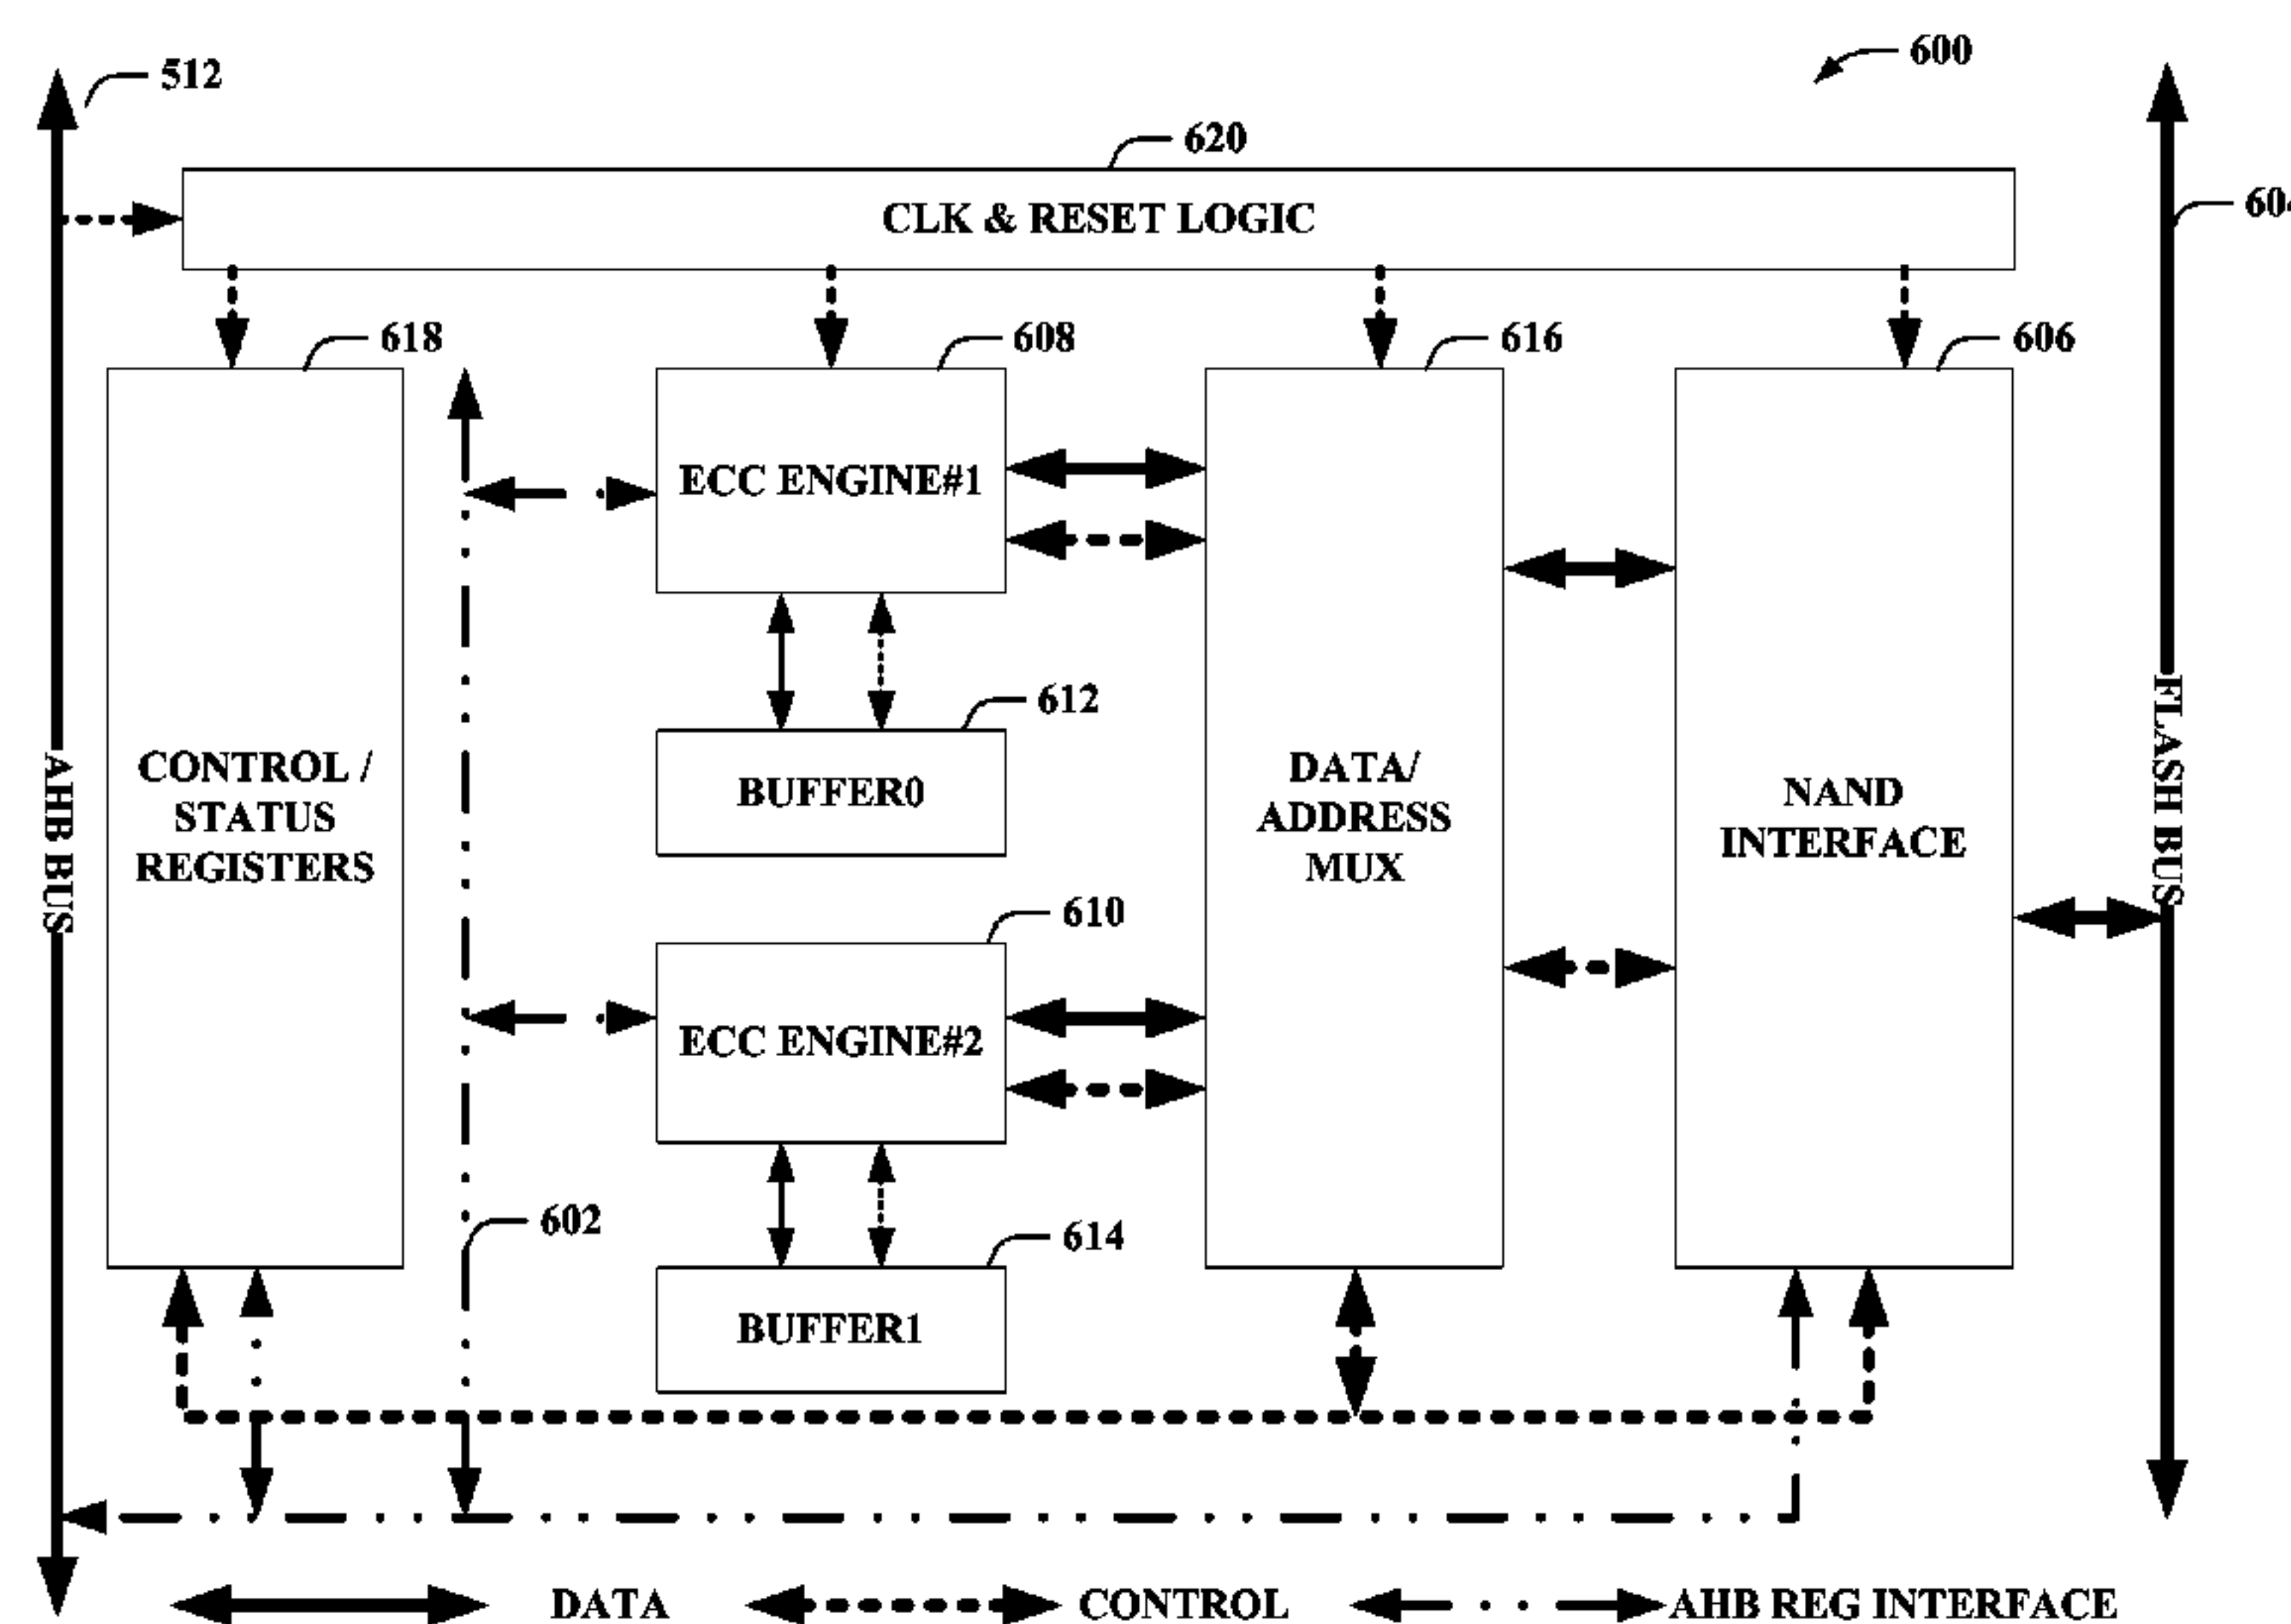 600
512
620
604
CLK & RESET LOGIC
618
608
616
606
ECC ENGINE#1
612
CONTROL /
STATUS
REGISTERS
BUFFER0
DATA/
ADDRESS
MUX
NAND
INTERFACE
AHB BUS
FLASH BUS
610
ECC ENGINE#2
602
614
BUFFER1
DATA
CONTROL
AHB REG INTERFACE